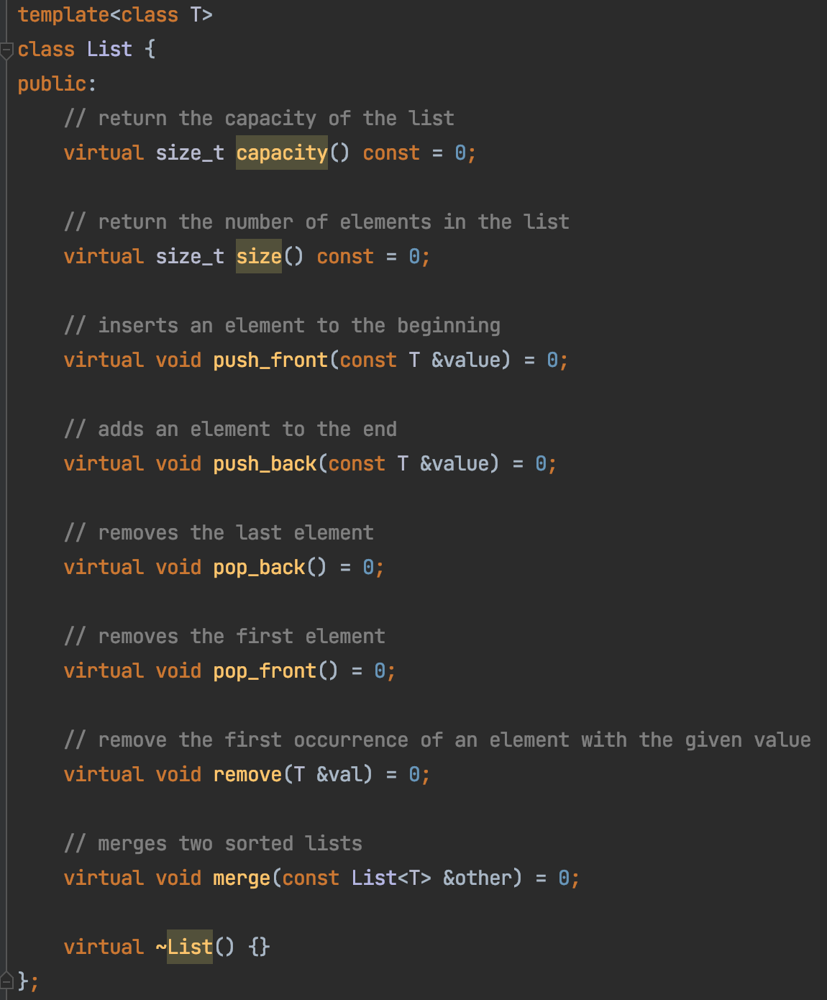 template<class T>
class List {
public:
    // return the capacity of the list
    virtual size_t capacity() const = 0;
    // return the number of elements in the list
    virtual size_t size() const = 0;
    // inserts an element to the beginning
    virtual void push_front(const T &value) = 0;
    // adds an element to the end
    virtual void push_back(const T &value) = 0;
    // removes the last element
    virtual void pop_back() = 0;
    // removes the first element
    virtual void pop_front() = 0;
    // remove the first occurrence of an element with the given value
    virtual void remove(T &val) = 0;
    // merges two sorted lists
    virtual void merge(const List<T> &other) = 0;
    virtual ~List() {}
};